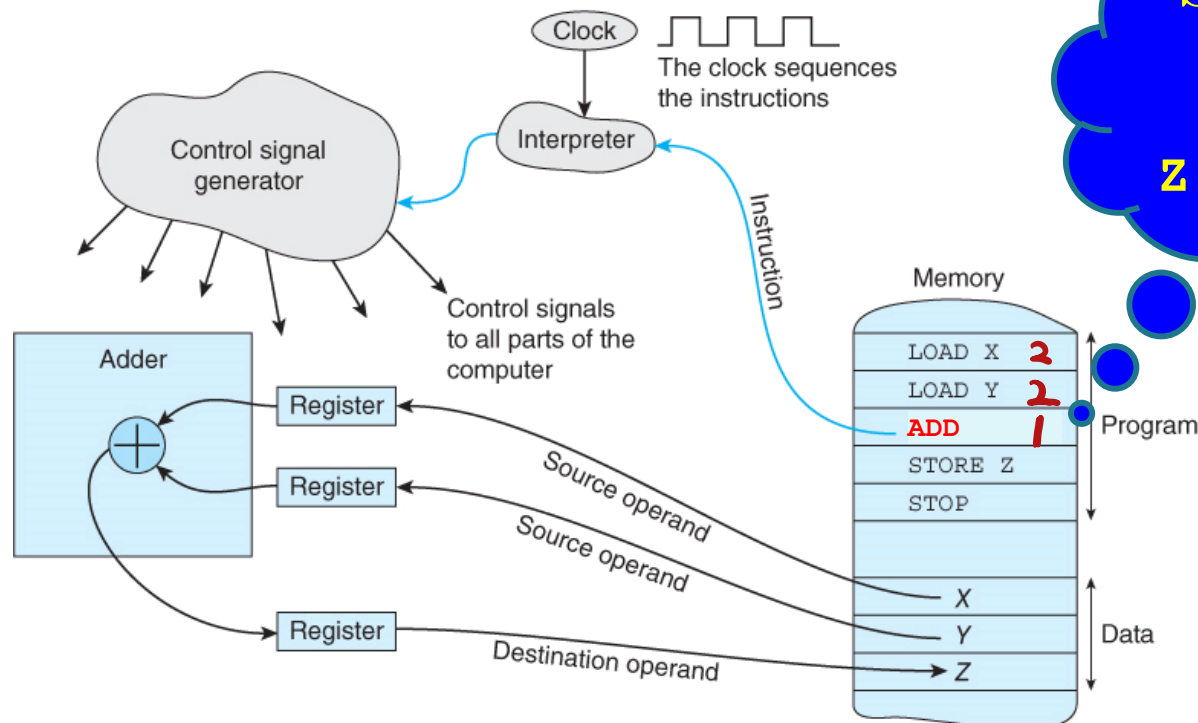 Clock
The clock sequences
the instructions
Interpreter
Control signal
generator
Z
Instruction
Memory
Control signals
to all parts of the
computer
Adder
LOAD X 2
LOAD Y 2
ADD 1
STORE Z
STOP
Program
Register
Register
Source operand
Source operand
X
Y
Z
Data
Register
Destination operand